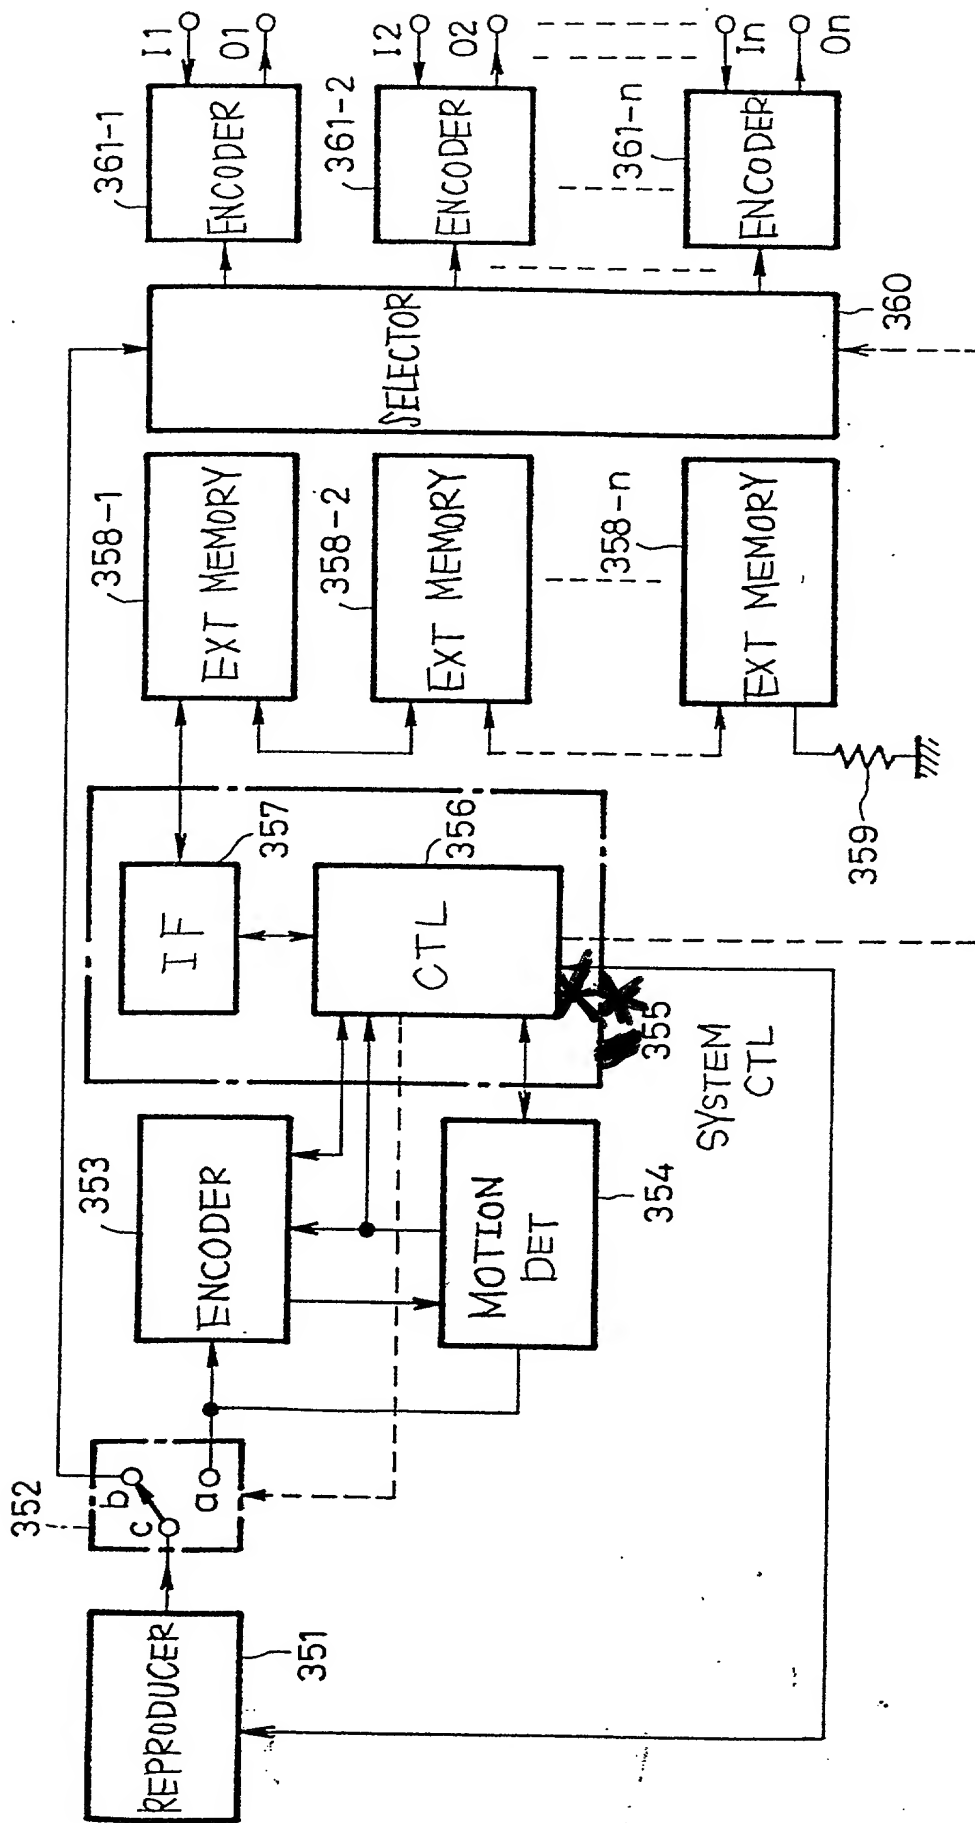 REPRODUCER
351
352
b
c
a
ENCODER
353
MOTION
DET
354
SYSTEM
CTL
355
IF
357
CTL
356
EXT MEMORY
358-1
EXT MEMORY
358-2
EXT MEMORY
358-n
359
SELECTOR
360
ENCODER
361-1
I1
O1
ENCODER
361-2
I2
O2
ENCODER
361-n
In
On